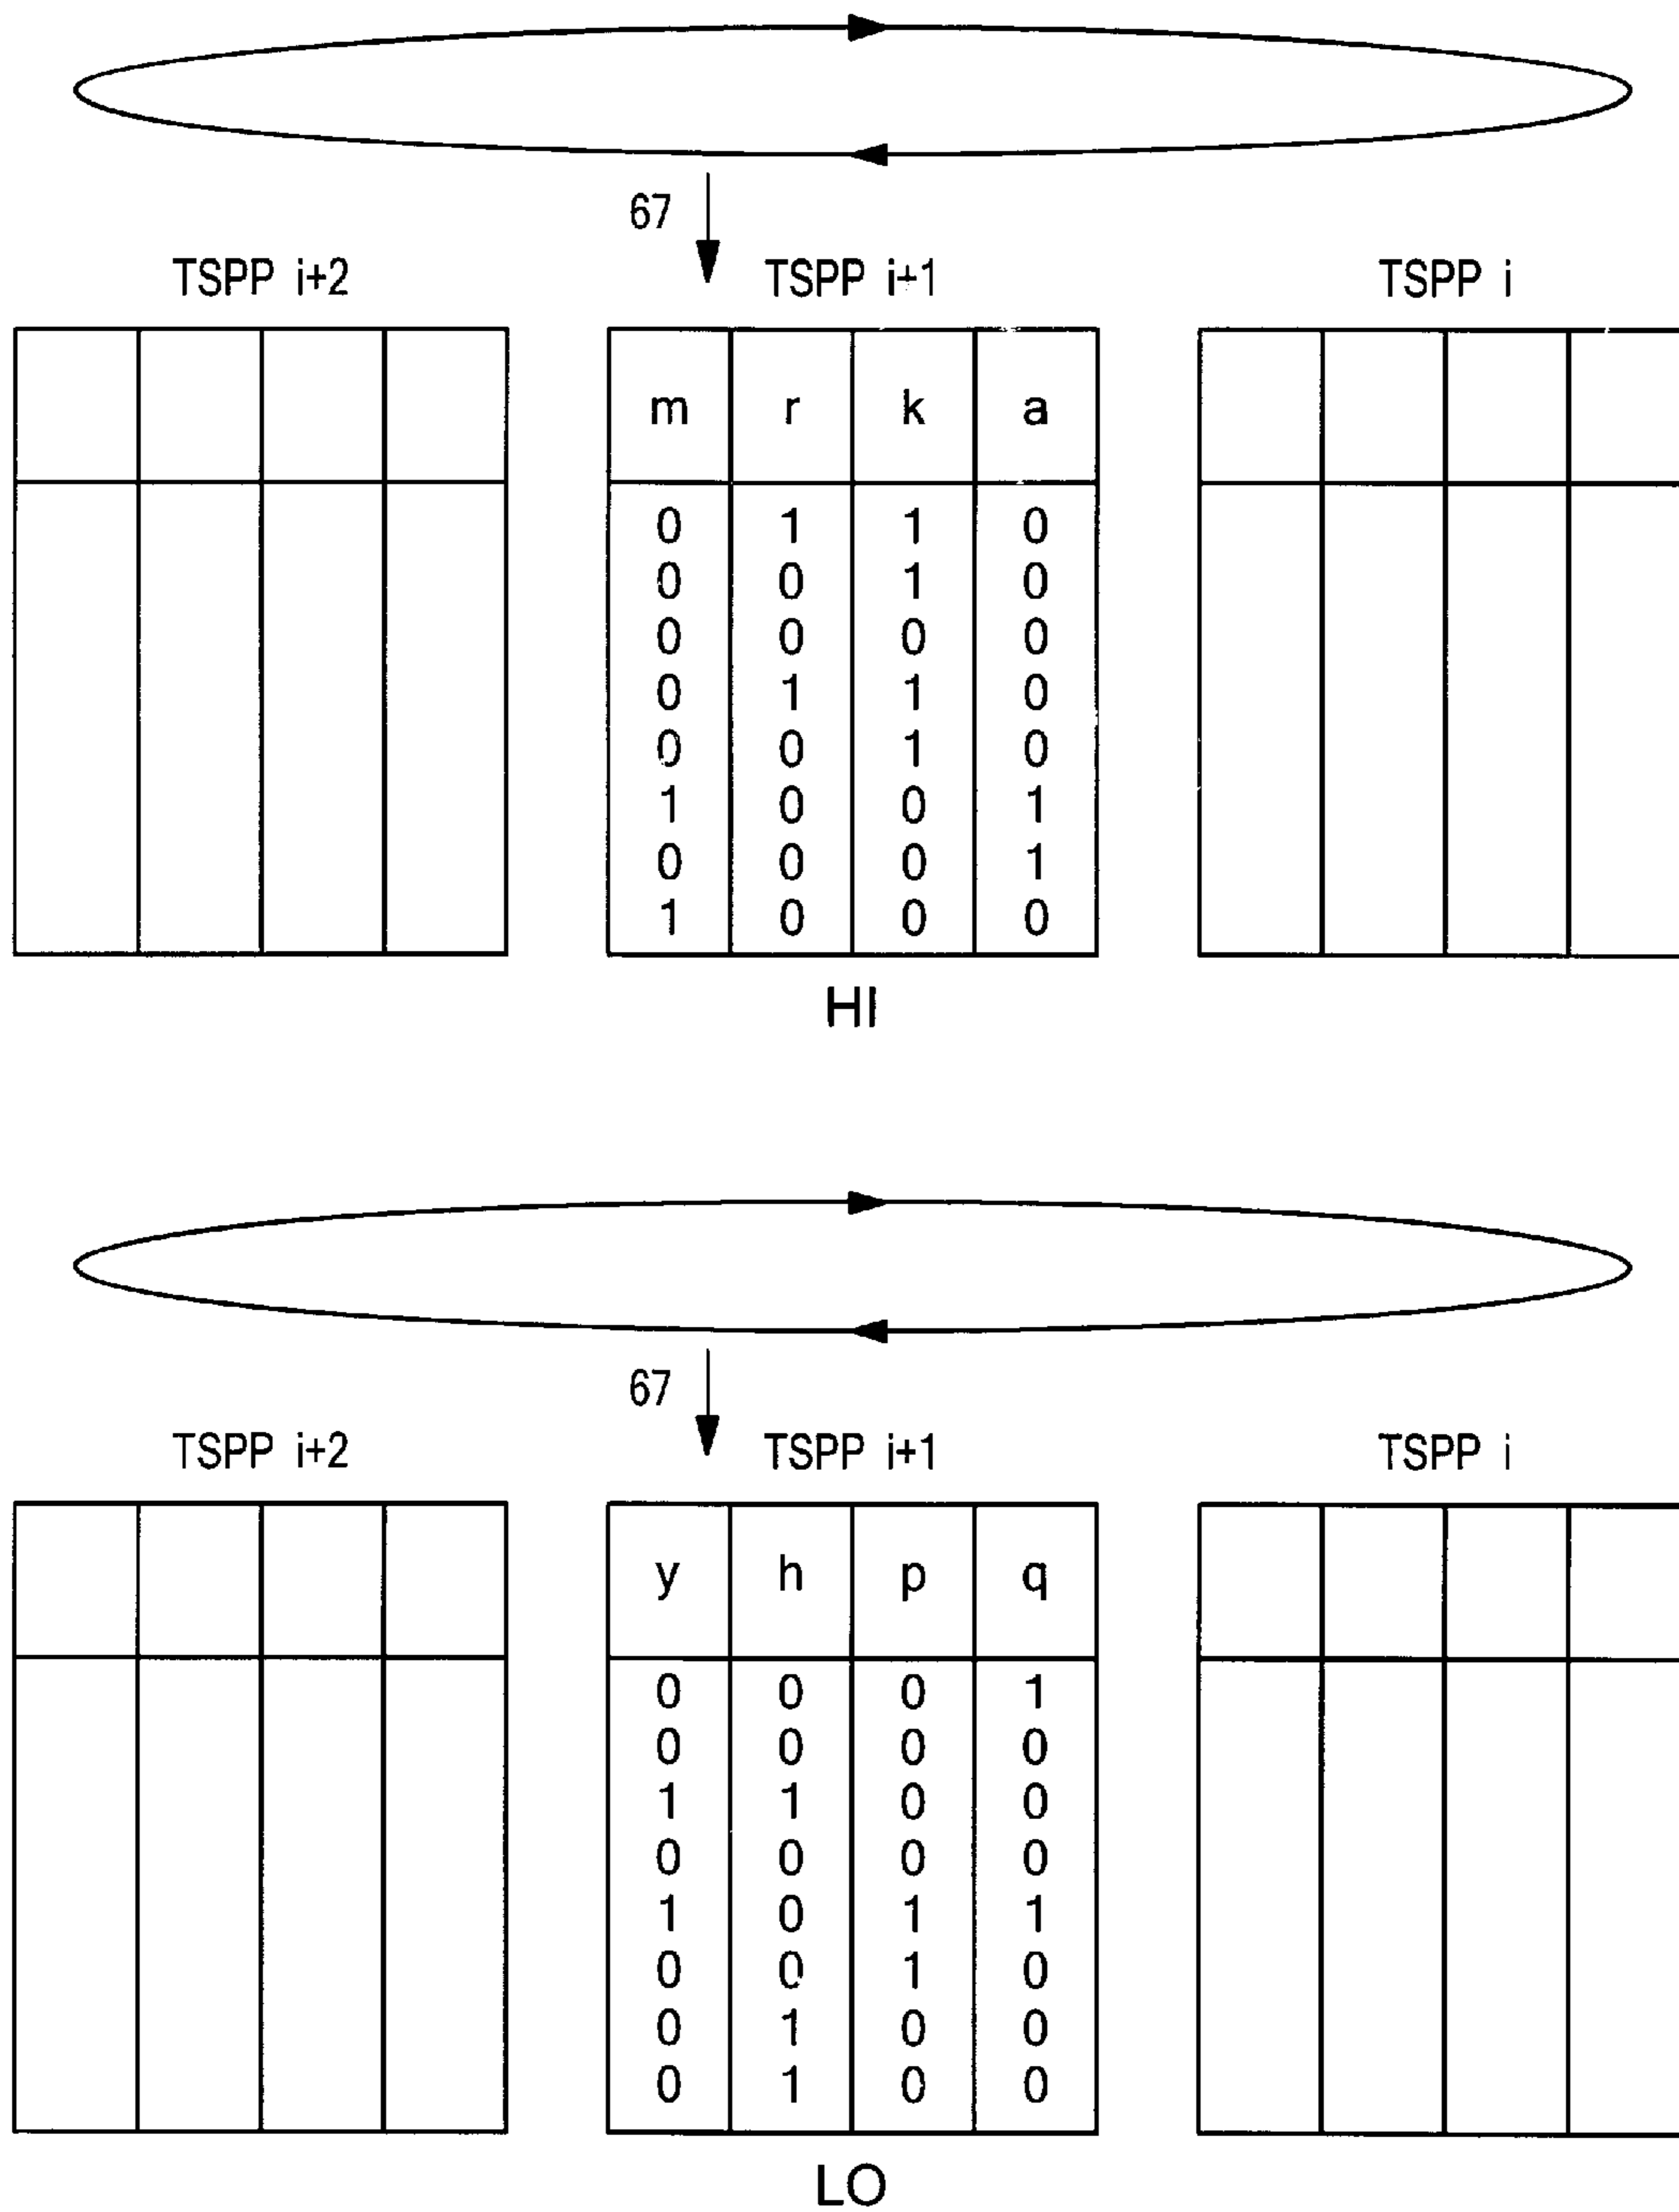 67
TSPP i+2 TSPP i+1 TSPP i
m r k a
0 1 1 0
0 0 1 0
0 0 0 0
0 1 1 0
0 0 1 0
1 0 0 1
0 0 0 1
1 0 0 0
HI
67
TSPP i+2 TSPP i+1 TSPP i
y h p q
0 0 0 1
0 0 0 0
1 1 0 0
0 0 0 0
1 0 1 1
0 0 1 0
0 1 0 0
0 1 0 0
LO